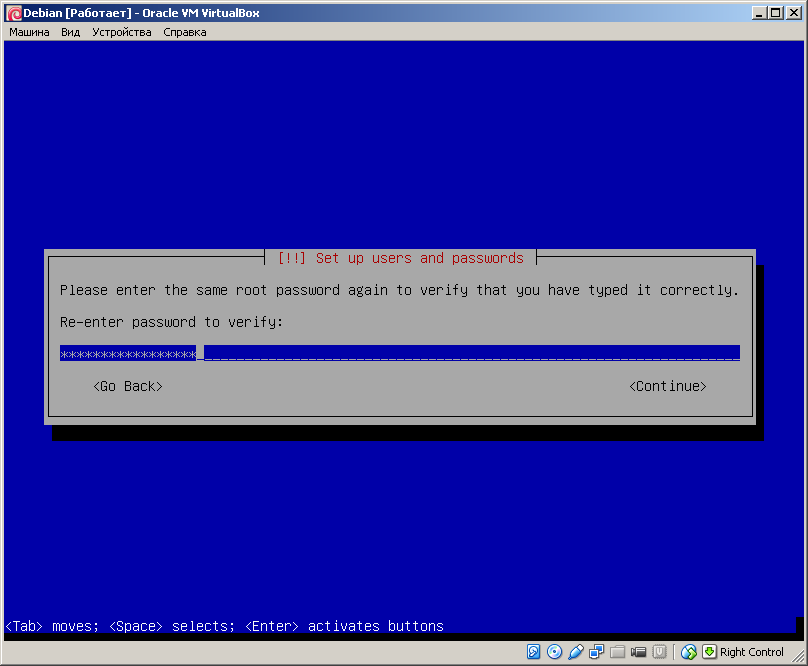 Debian [Работает] - Oracle VM VirtualBox
Машина Вид Устройства Справка
[!!] Set up users and passwords
Please enter the same root password again to verify that you have typed it correctly.
Re-enter password to verify:
*****************
<Go Back> <Continue>
<Tab> moves; <Space> selects; <Enter> activates buttons
Right Control